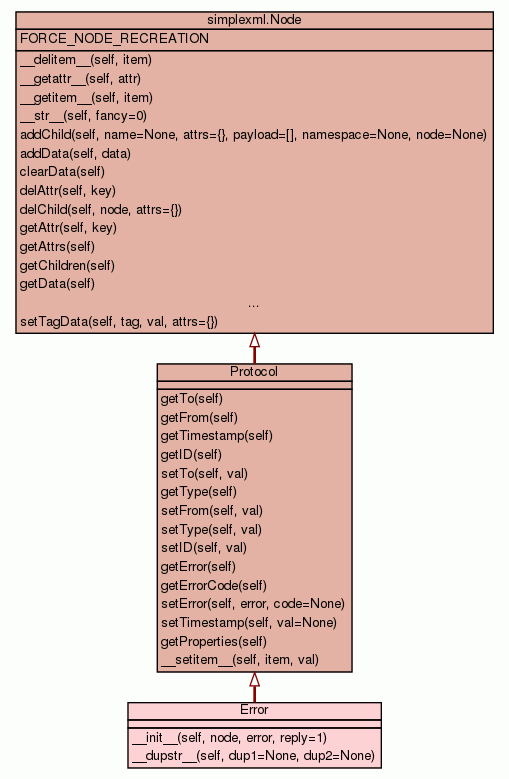 simplexml.Node
FORCE_NODE_RECREATION
__delitem__(self, item)
__getattr__(self, attr)
__getitem__(self, item)
__str__(self, fancy=0)
addChild(self, name=None, attrs={}, payload=[], namespace=None, node=None)
addData(self, data)
clearData(self)
delAttr(self, key)
delChild(self, node, attrs={})
getAttr(self, key)
getAttrs(self)
getChildren(self)
getData(self)
...
setTagData(self, tag, val, attrs={})
Protocol
getTo(self)
getFrom(self)
getTimestamp(self)
getID(self)
setTo(self, val)
getType(self)
setFrom(self, val)
setType(self, val)
setID(self, val)
getError(self)
getErrorCode(self)
setError(self, error, code=None)
setTimestamp(self, val=None)
getProperties(self)
__setitem__(self, item, val)
Error
__init__(self, node, error, reply=1)
__dupstr__(self, dup1=None, dup2=None)